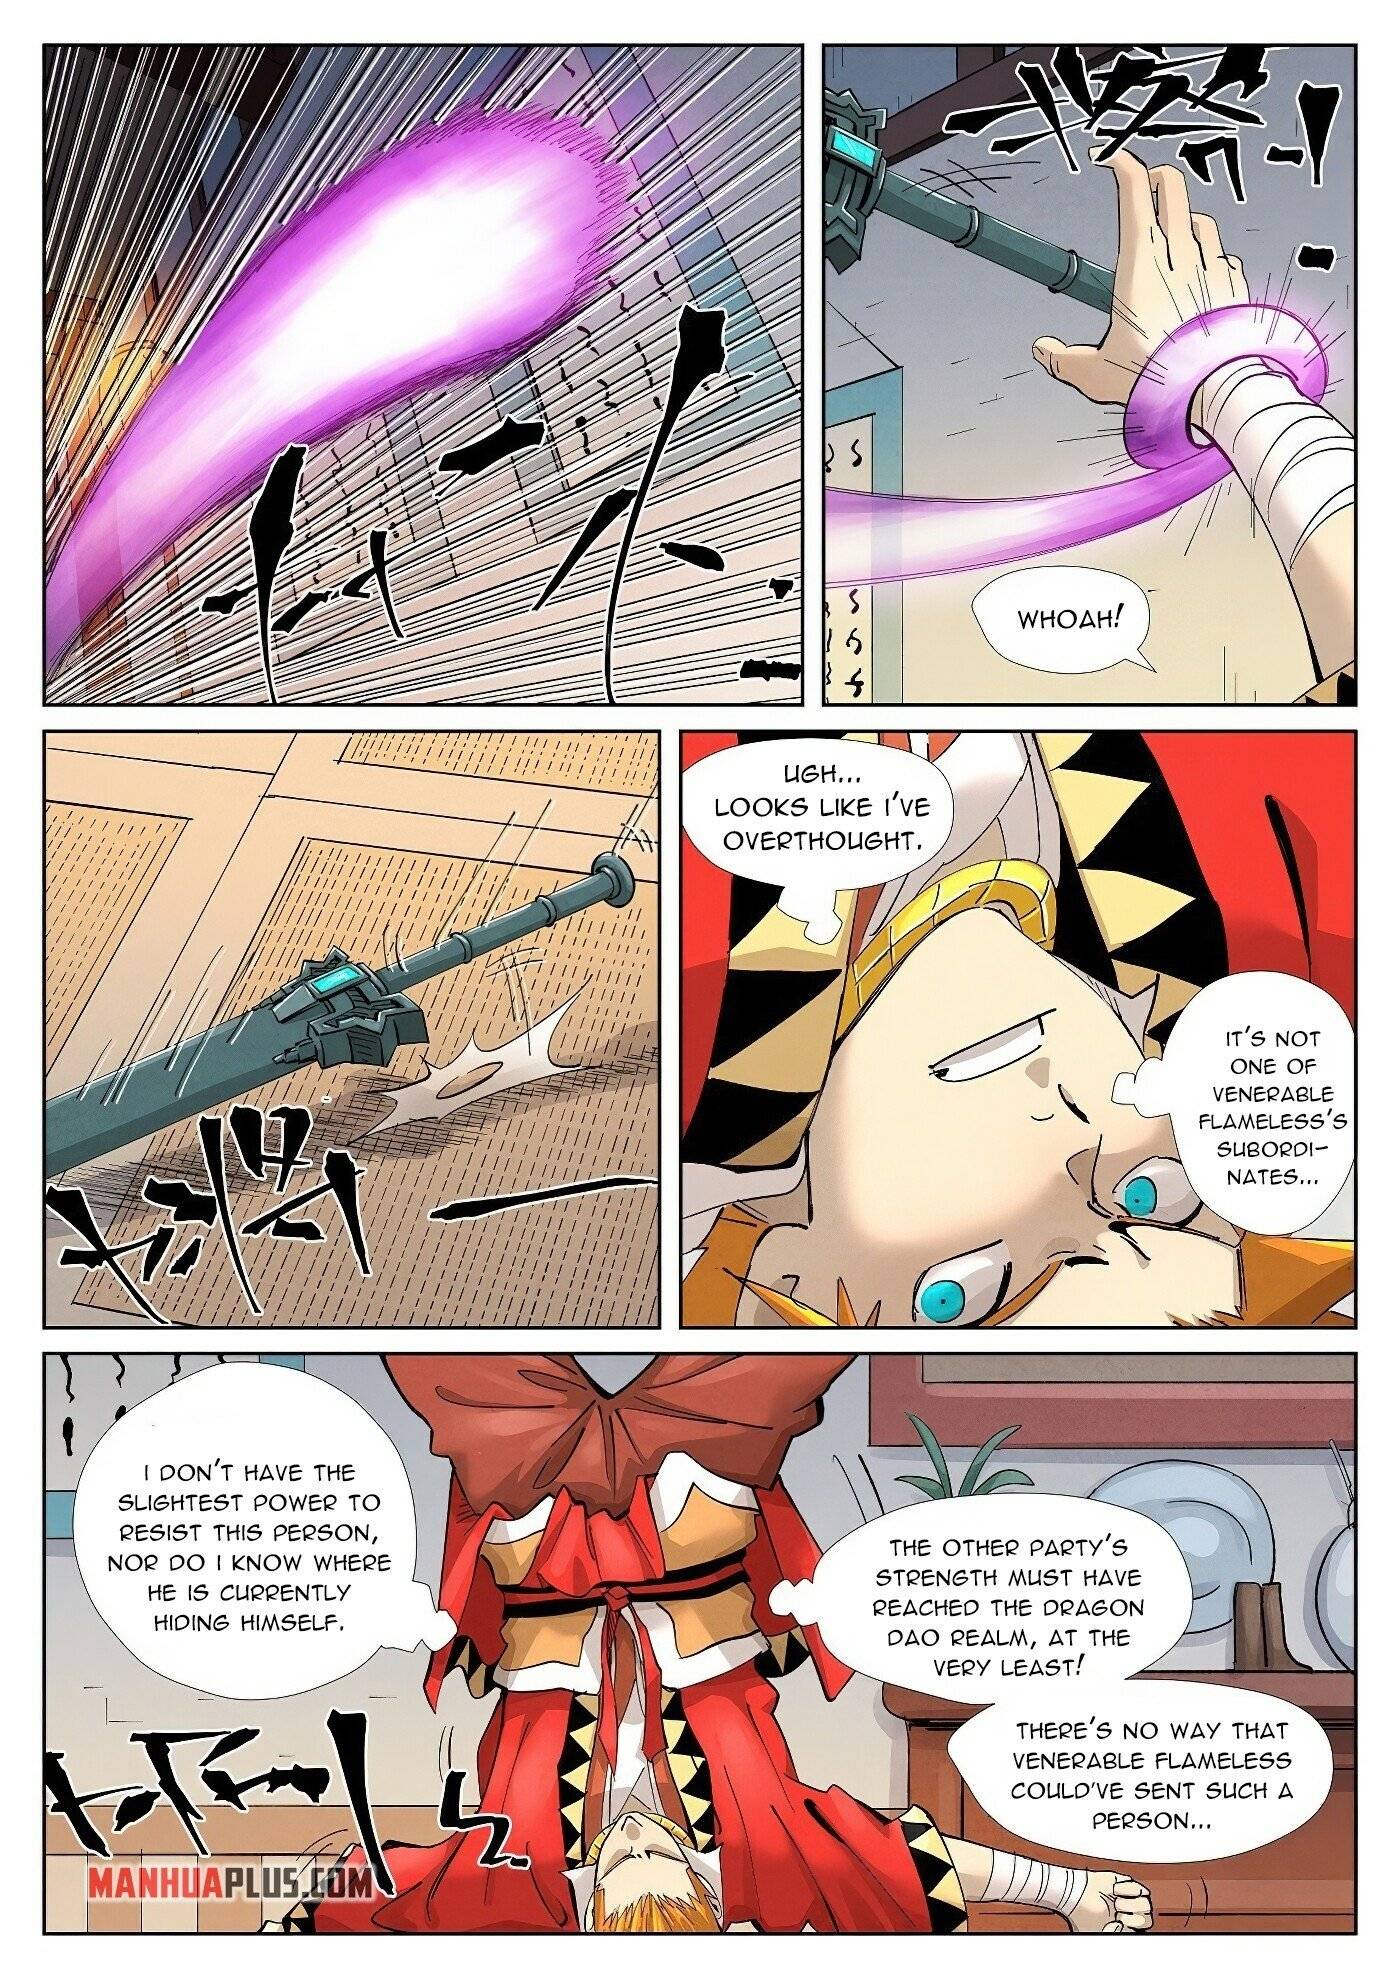 WHOAH!
UGH...
LOOKS LIKE I'VE
OVERTHOUGHT.
IT'S NOT
ONE OF
VENERABLE
FLAMELESS'S
SUBORDI-
NATES...
I DON'T HAVE THE
SLIGHTEST POWER TO
RESIST THIS PERSON,
NOR DO I KNOW WHERE
HE IS CURRENTLY
HIDING HIMSELF.
THE OTHER PARTY'S
STRENGTH MUST HAVE
REACHED THE DRAGON
DAO REALM, AT THE
VERY LEAST!
THERE'S NO WAY THAT
VENERABLE FLAMELESS
COULD'VE SENT SUCH A
PERSON...
MANHUAPLUS.COM